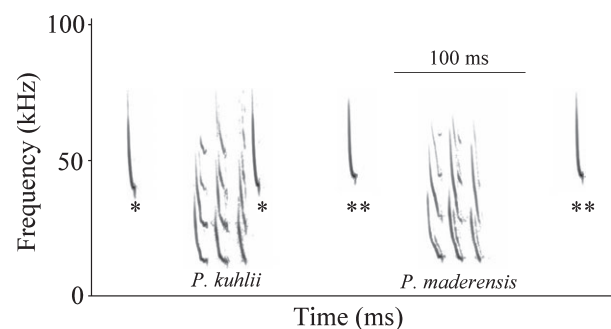 100
100 ms
Frequency (kHz)
50
* * ** **
0
P. kuhlii P. maderensis
Time (ms)